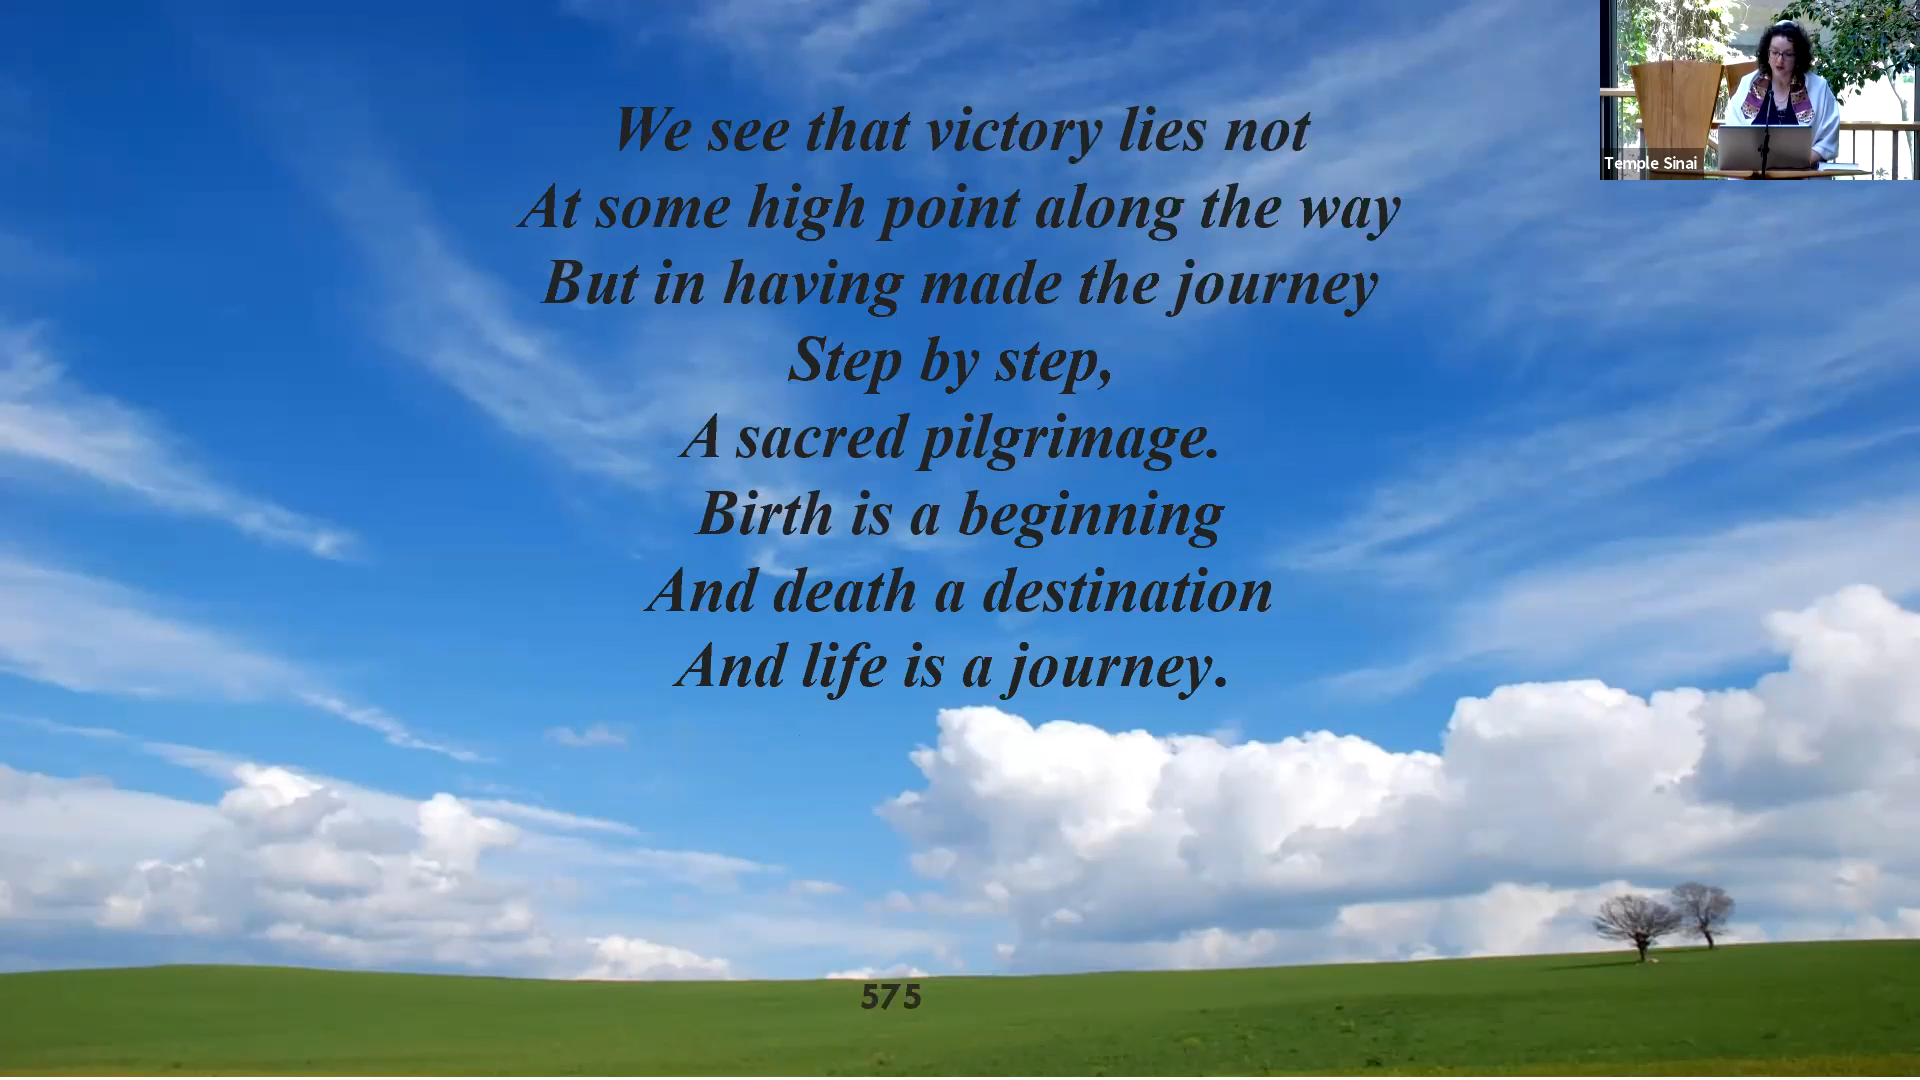 We see that victory lies not
At some high point along the way
But in having made the journey
Step by step,
A sacred pilgrimage.
Birth is a beginning
And death a destination
And life is a journey.
575
Temple Sinai